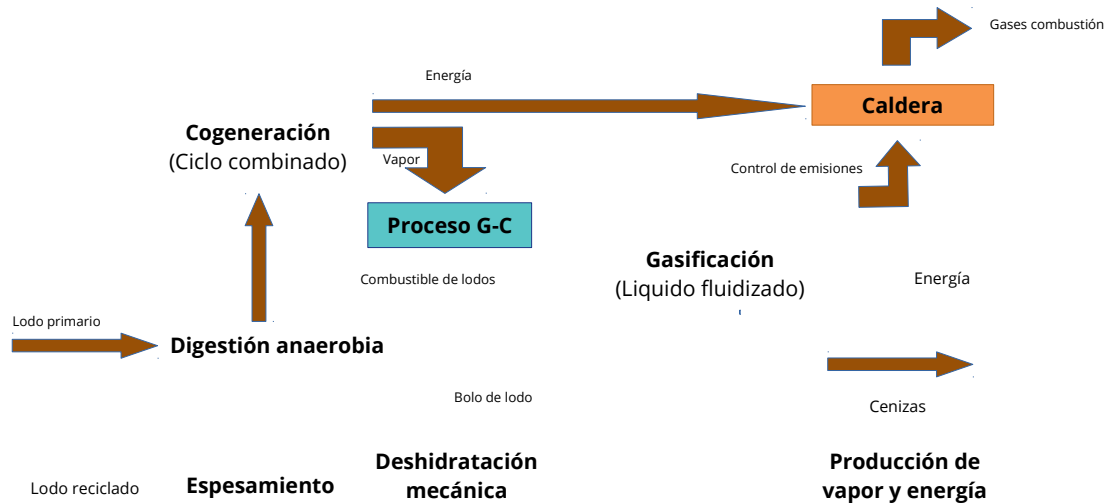 Gases combustión
Energía
Caldera
Cogeneración
(Ciclo combinado)
Vapor
Control de emisiones
Proceso G-C
Gasificación
(Liquido fluidizado)
Combustible de lodos
Energía
Lodo primario
Digestión anaerobia
Bolo de lodo
Cenizas
Lodo reciclado
Espesamiento
Deshidratación
mecánica
Producción de
vapor y energía